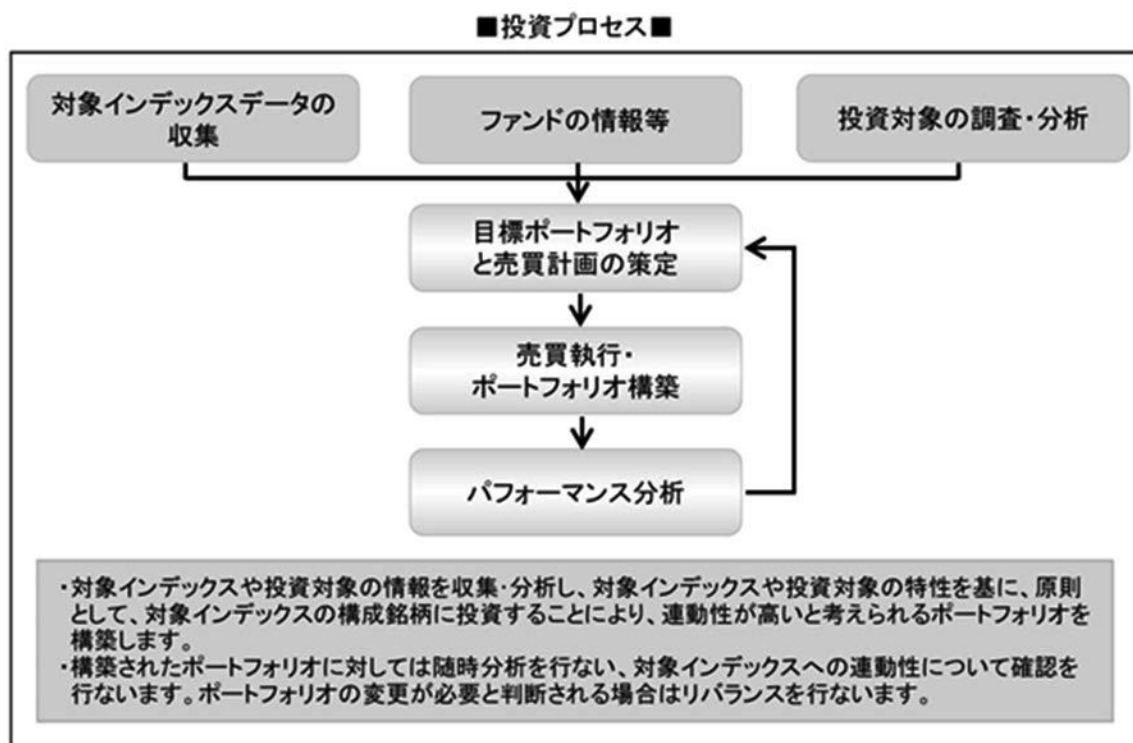 ■投資プロセス■
対象インデックスデータの
収集
ファンドの情報等
投資対象の調査・分析
目標ポートフォリオ
と売買計画の策定
売買執行・
ポートフォリオ構築
パフォーマンス分析
・対象インデックスや投資対象の情報を収集・分析し、対象インデックスや投資対象の特性を基に、原則
として、対象インデックスの構成銘柄に投資することにより、連動性が高いと考えられるポートフォリオを
構築します。
・構築されたポートフォリオに対しては随時分析を行ない、対象インデックスへの連動性について確認を
行ないます。ポートフォリオの変更が必要と判断される場合はリバランスを行ないます。